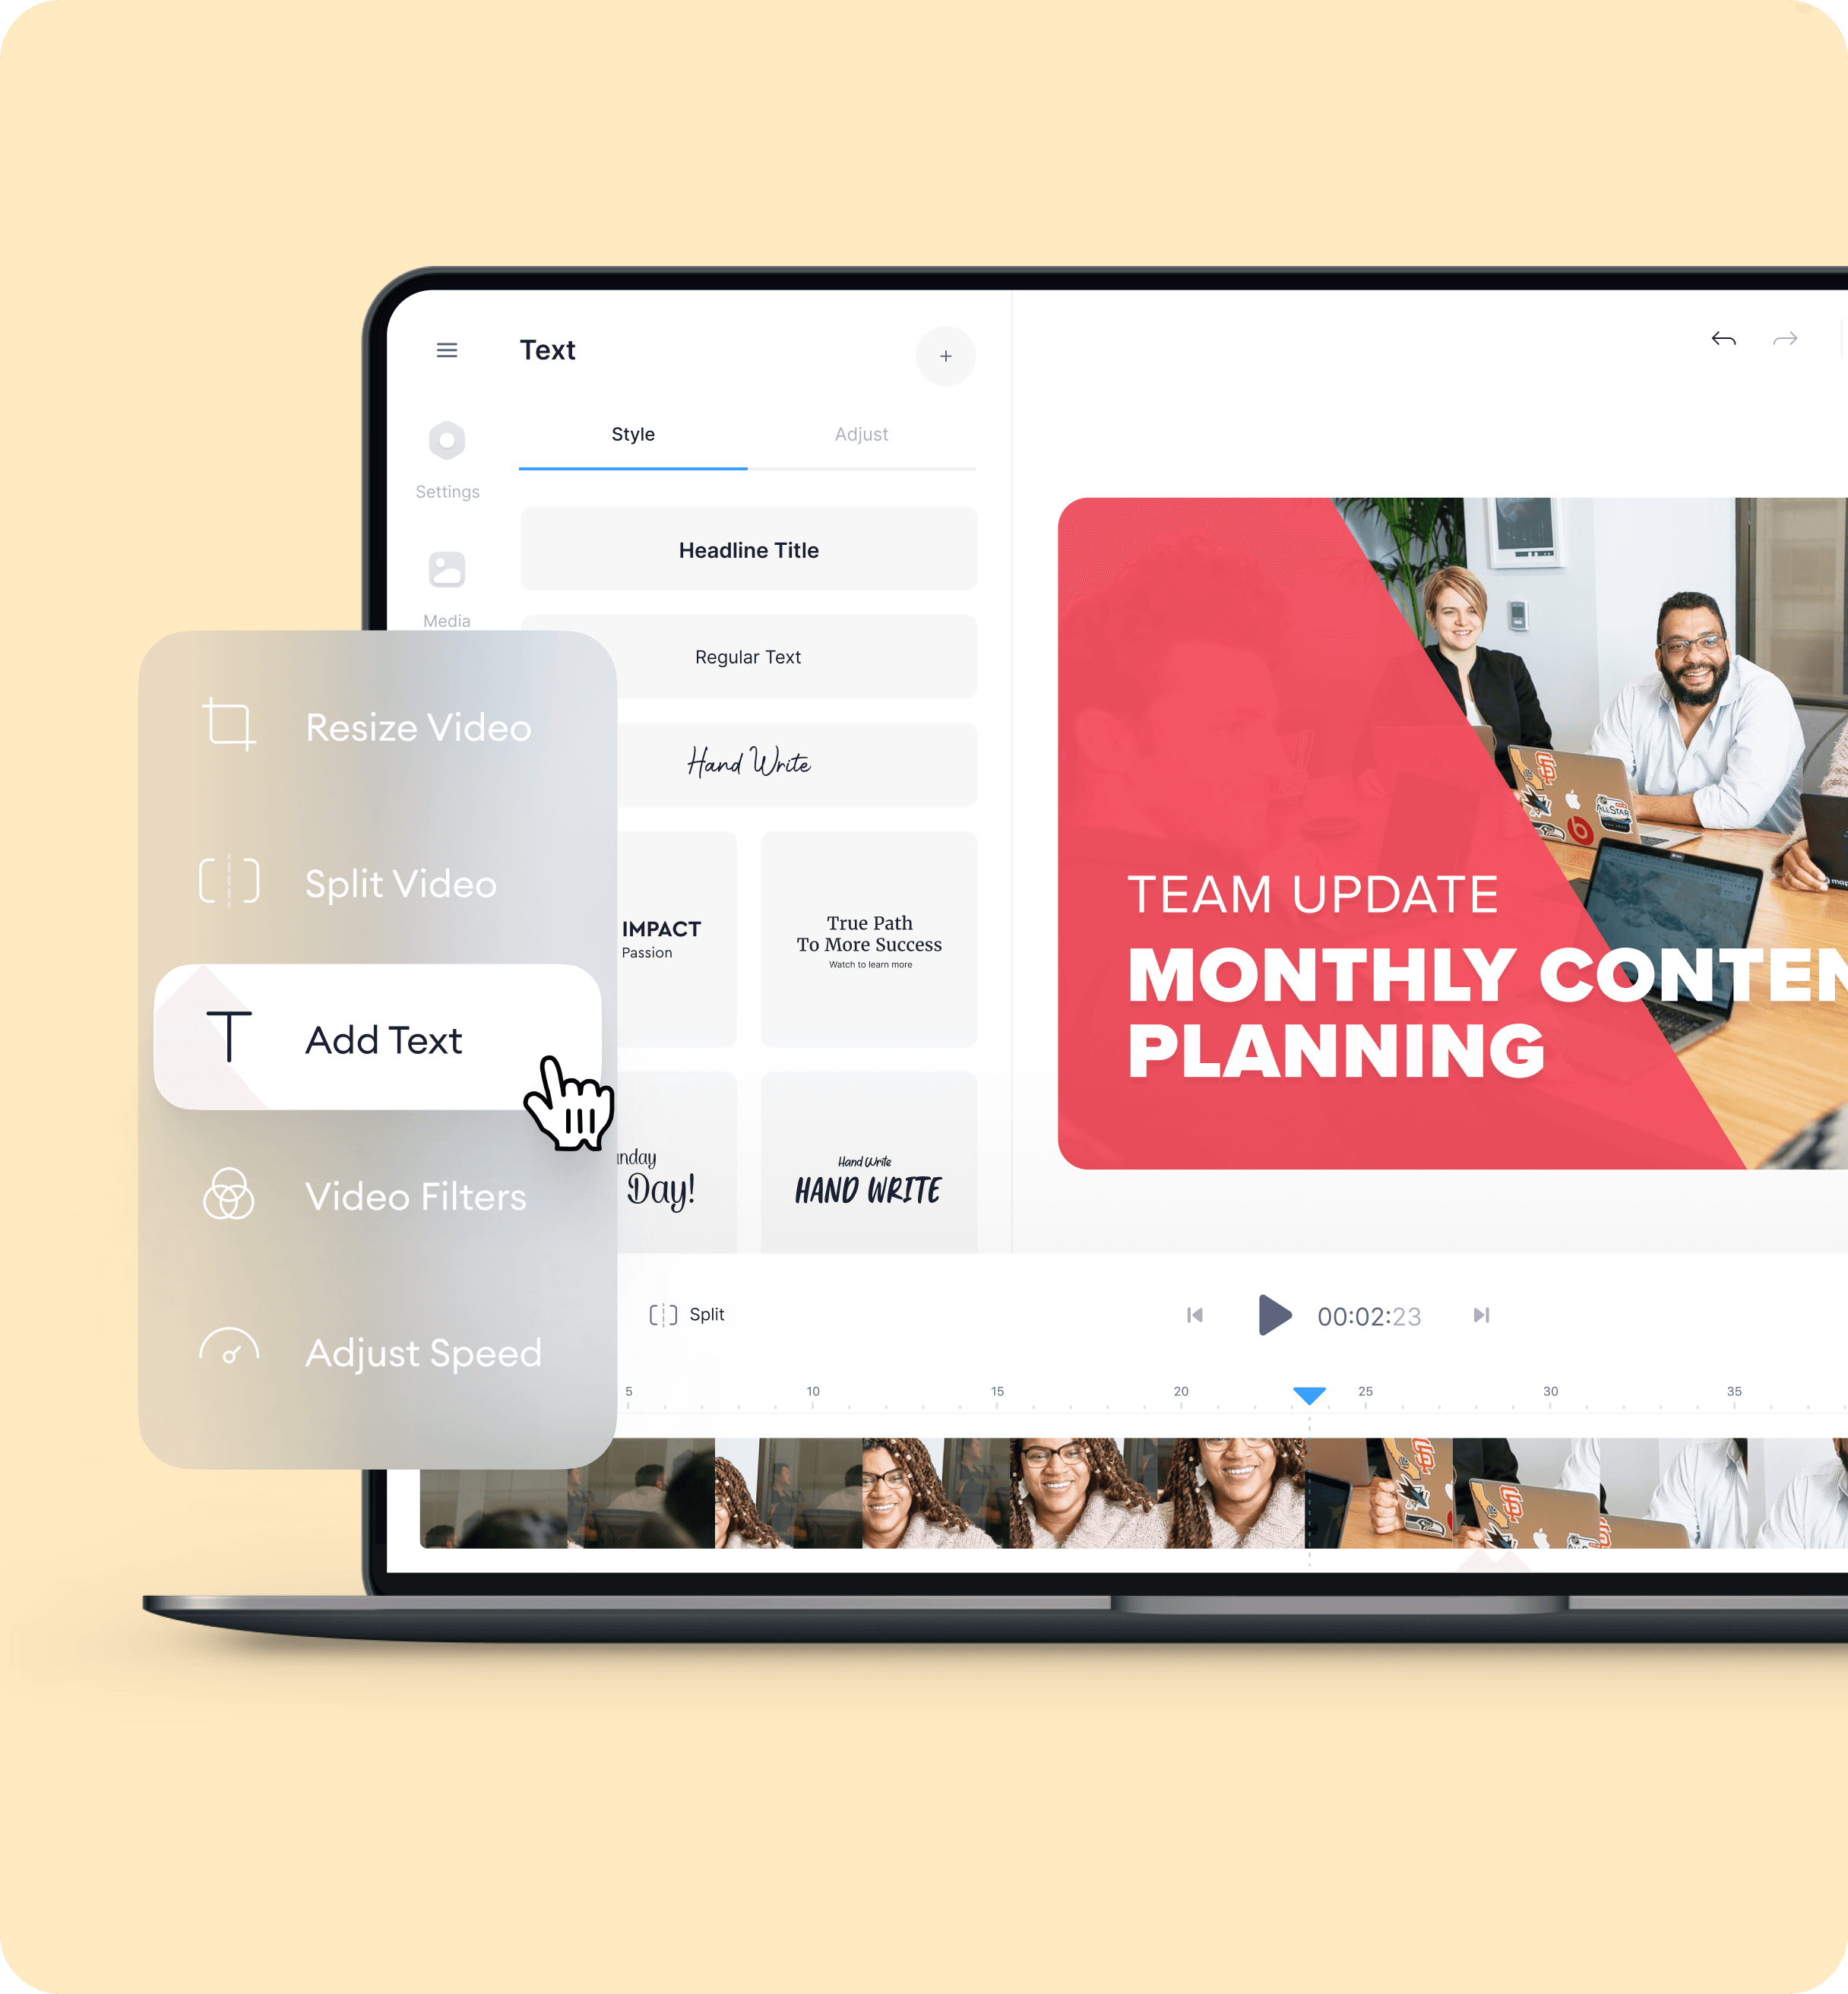 Text
Style
Adjust
Settings
Media
Headline Title
Regular Text
Hand Write
IMPACT
Passion
True Path
To More Success
Watch to learn more
Day!
Hand Write
HAND WRITE
Resize Video
Split Video
Add Text
Video Filters
Adjust Speed
TEAM UPDATE
MONTHLY
PLANNING
ALLSTAR
Split
00:02:23
5 10 15 20 25 30 35